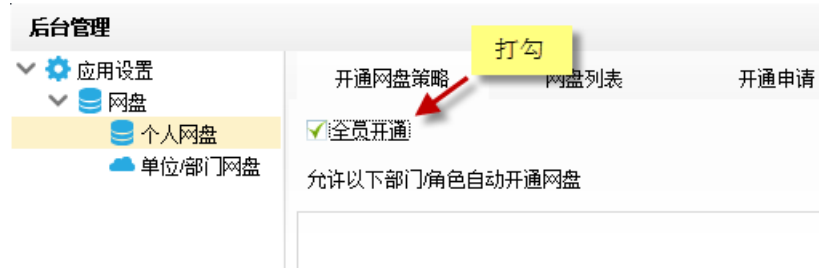 后台管理
打勾
应用设置
网盘
个人网盘
单位/部门网盘
开通网盘策略 网盘列表 开通申请
全员开通
允许以下部门/角色自动开通网盘